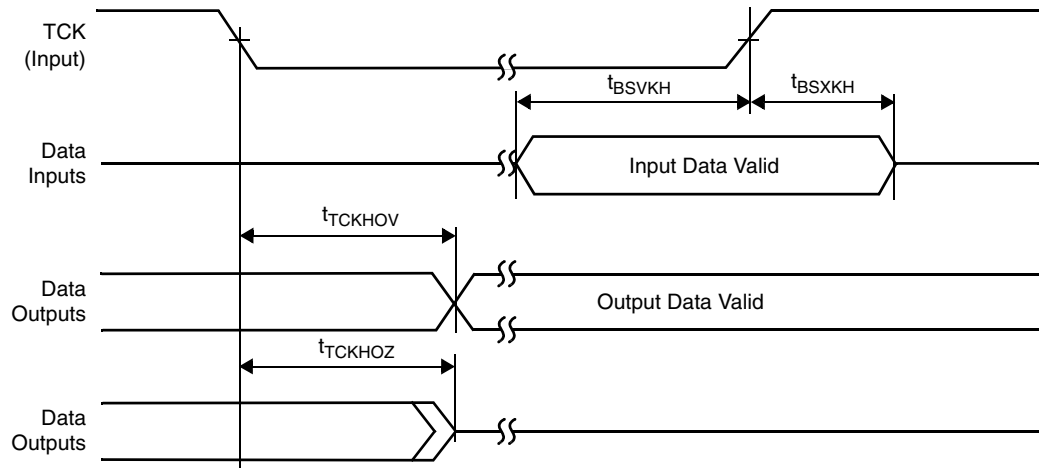 TCK
(Input)
tBSVKH
tBSXKH
Data
Inputs
Input Data Valid
tTCKHOV
Data
Outputs
Output Data Valid
tTCKHOZ
Data
Outputs